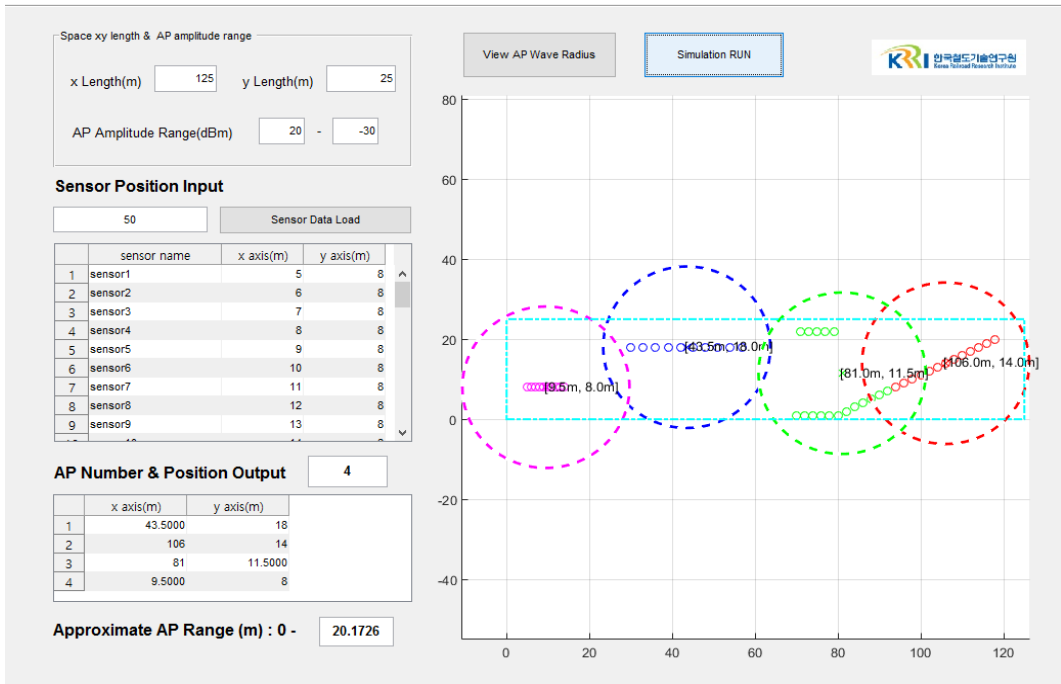 Space xy length & AP amplitude range
x Length(m) 125 y Length(m) 25
AP Amplitude Range(dBm) 20 - -30
View AP Wave Radius
Simulation RUN
KRRI 한국철도기술연구원
Korea Railroad Research Institute
Sensor Position Input
50 Sensor Data Load
sensor name x axis(m) y axis(m)
1 sensor1 5 8
2 sensor2 6 8
3 sensor3 7 8
4 sensor4 8 8
5 sensor5 9 8
6 sensor6 10 8
7 sensor7 11 8
8 sensor8 12 8
9 sensor9 13 8
AP Number & Position Output 4
x axis(m) y axis(m)
1 43.5000 18
2 106 14
3 81 11.5000
4 9.5000 8
Approximate AP Range (m) : 0 - 20.1726
80
60
40
20
0
-20
-40
[43.5m, 18.0m]
[106.0m, 14.0m]
[81.0m, 11.5m]
[9.5m, 8.0m]
0 20 40 60 80 100 120